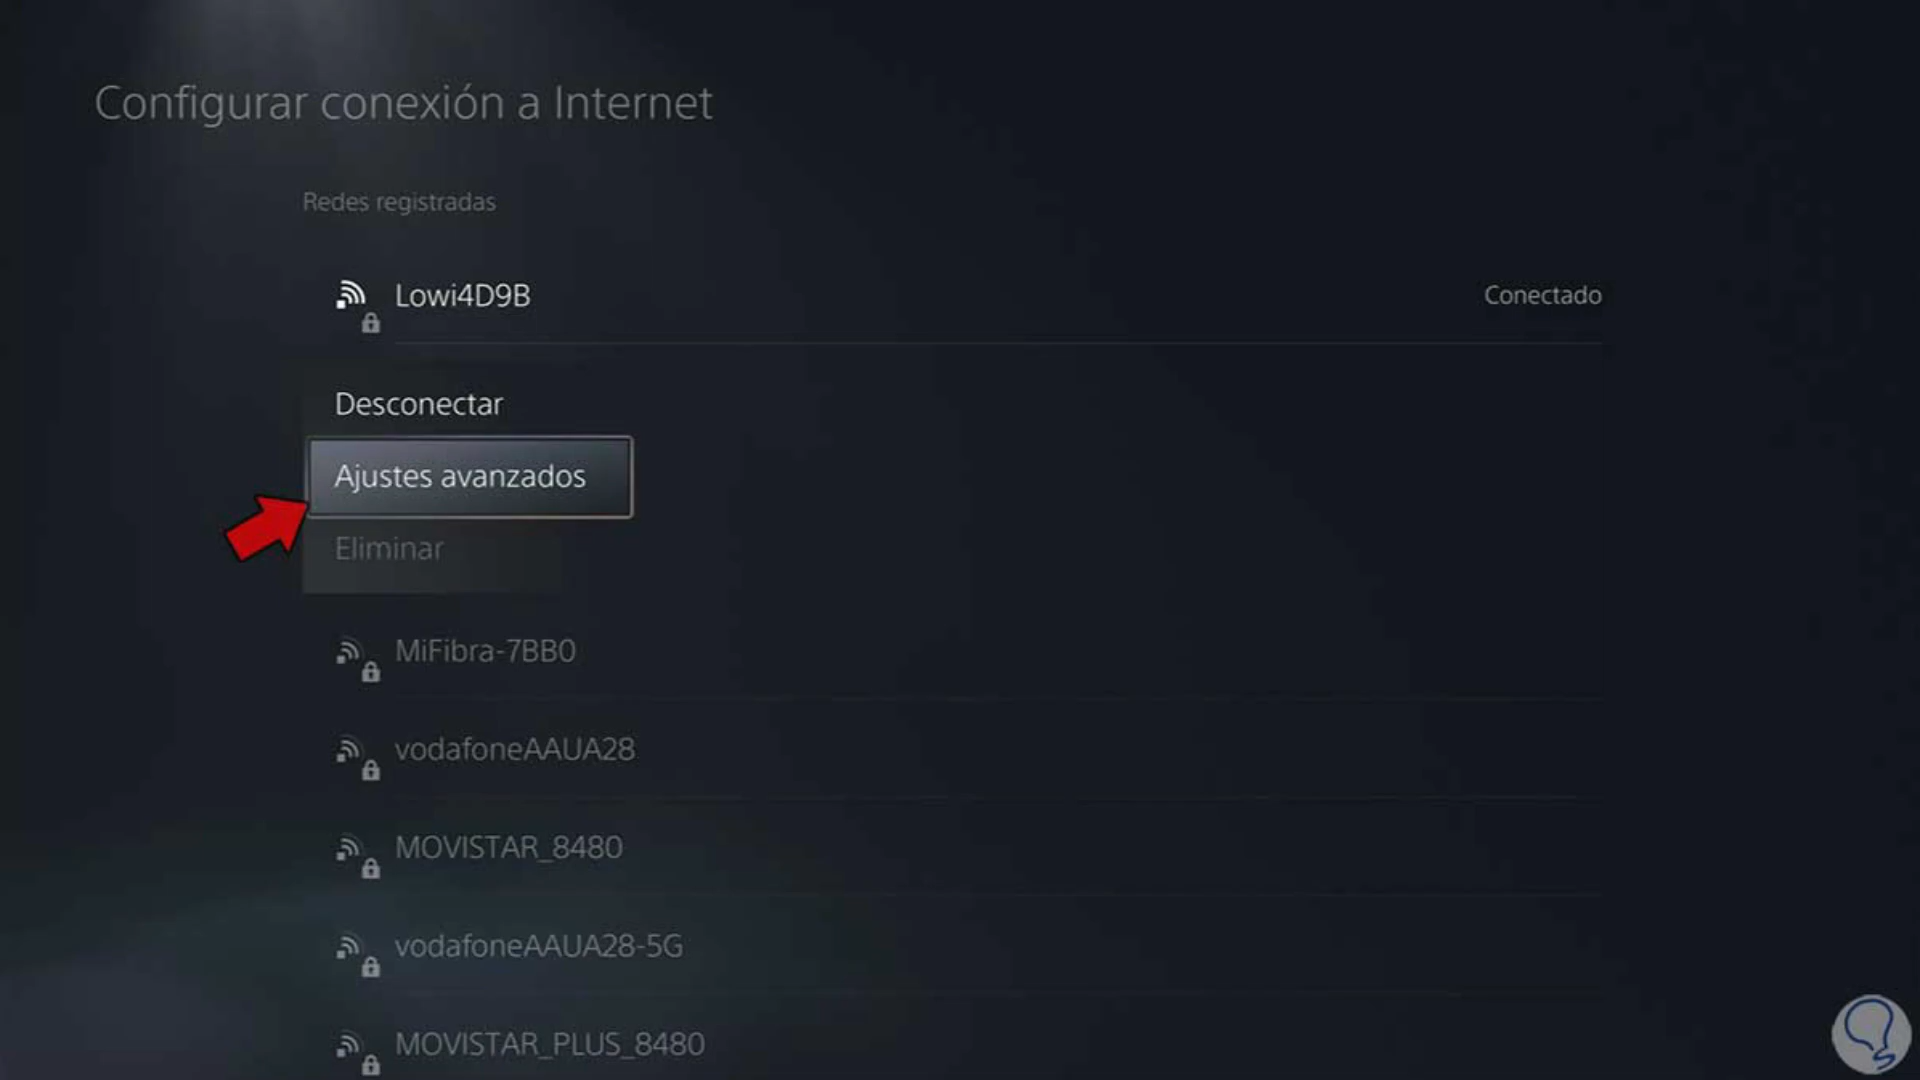 Configurar conexión a Internet
Redes registradas
Lowi4D9B
Conectado
Desconectar
Ajustes avanzados
Eliminar
MiFibra-7BB0
vodafoneAAUA28
MOVISTAR_8480
vodafoneAAUA28-5G
MOVISTAR_PLUS_8480